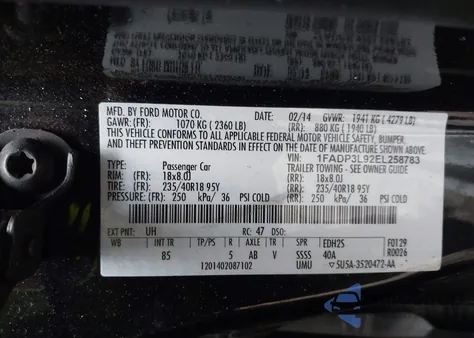 MFD. BY FORD MOTOR CO. 02/14 GVWR: 1941 KG (4279 LB)
GAWR: (FR): 1070 KG (2360 LB) (RR): 880 KG (1940 LB)
THIS VEHICLE CONFORMS TO ALL APPLICABLE FEDERAL MOTOR VEHICLE SAFETY, BUMPER,
AND THEFT PREVENTION STANDARDS IN EFFECT ON THE DATE OF MANUFACTURE SHOWN ABOVE.
VIN: 1FADP3L92EL258783
TYPE: Passenger Car TRAILER TOWING - SEE OWNER GUIDE
RIM: (FR): 18x8.0J (RR): 18x8.0J
TIRE: (FR): 235/40R18 95Y (RR): 235/40R18 95Y
PRESSURE: (FR): 250 kPa/ 36 PSI COLD (RR): 250 kPa/ 36 PSI COLD
EXT PNT: UH RC: 47 DSO:
WB INT TR TP/PS R AXLE TR SPR EDH2S F0129
85 5 AB V SSSS 40A R0026
1201402087102 UMU ▽5U5A-3520472-AA